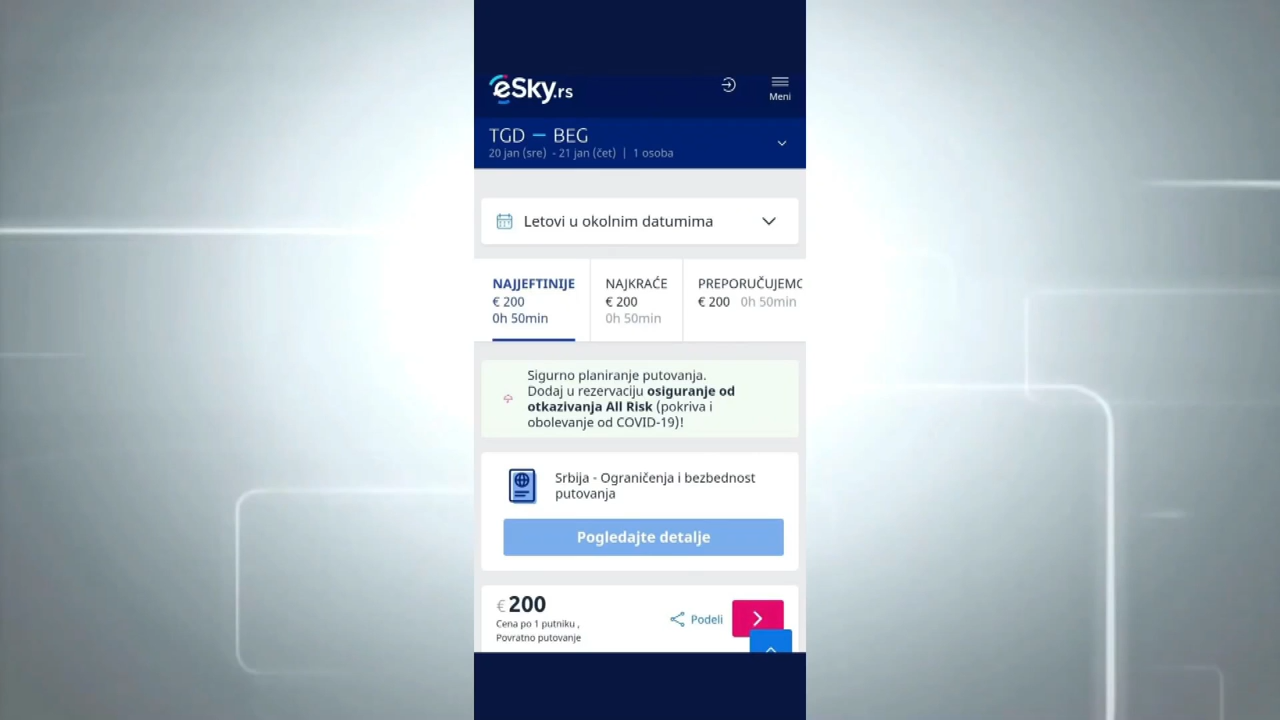 eSky.rs
Meni
TGD — BEG
20 jan (sre) - 21 jan (čet) | 1 osoba
Letovi u okolnim datumima
NAJJEFTINIJE
€ 200
0h 50min
NAJKRAĆE
€ 200
0h 50min
PREPORUČUJEMO
€ 200 0h 50min
Sigurno planiranje putovanja.
Dodaj u rezervaciju osiguranje od
otkazivanja All Risk (pokriva i
obolevanje od COVID-19)!
Srbija - Ograničenja i bezbednost
putovanja
Pogledajte detalje
€ 200
Cena po 1 putniku ,
Povratno putovanje
Podeli